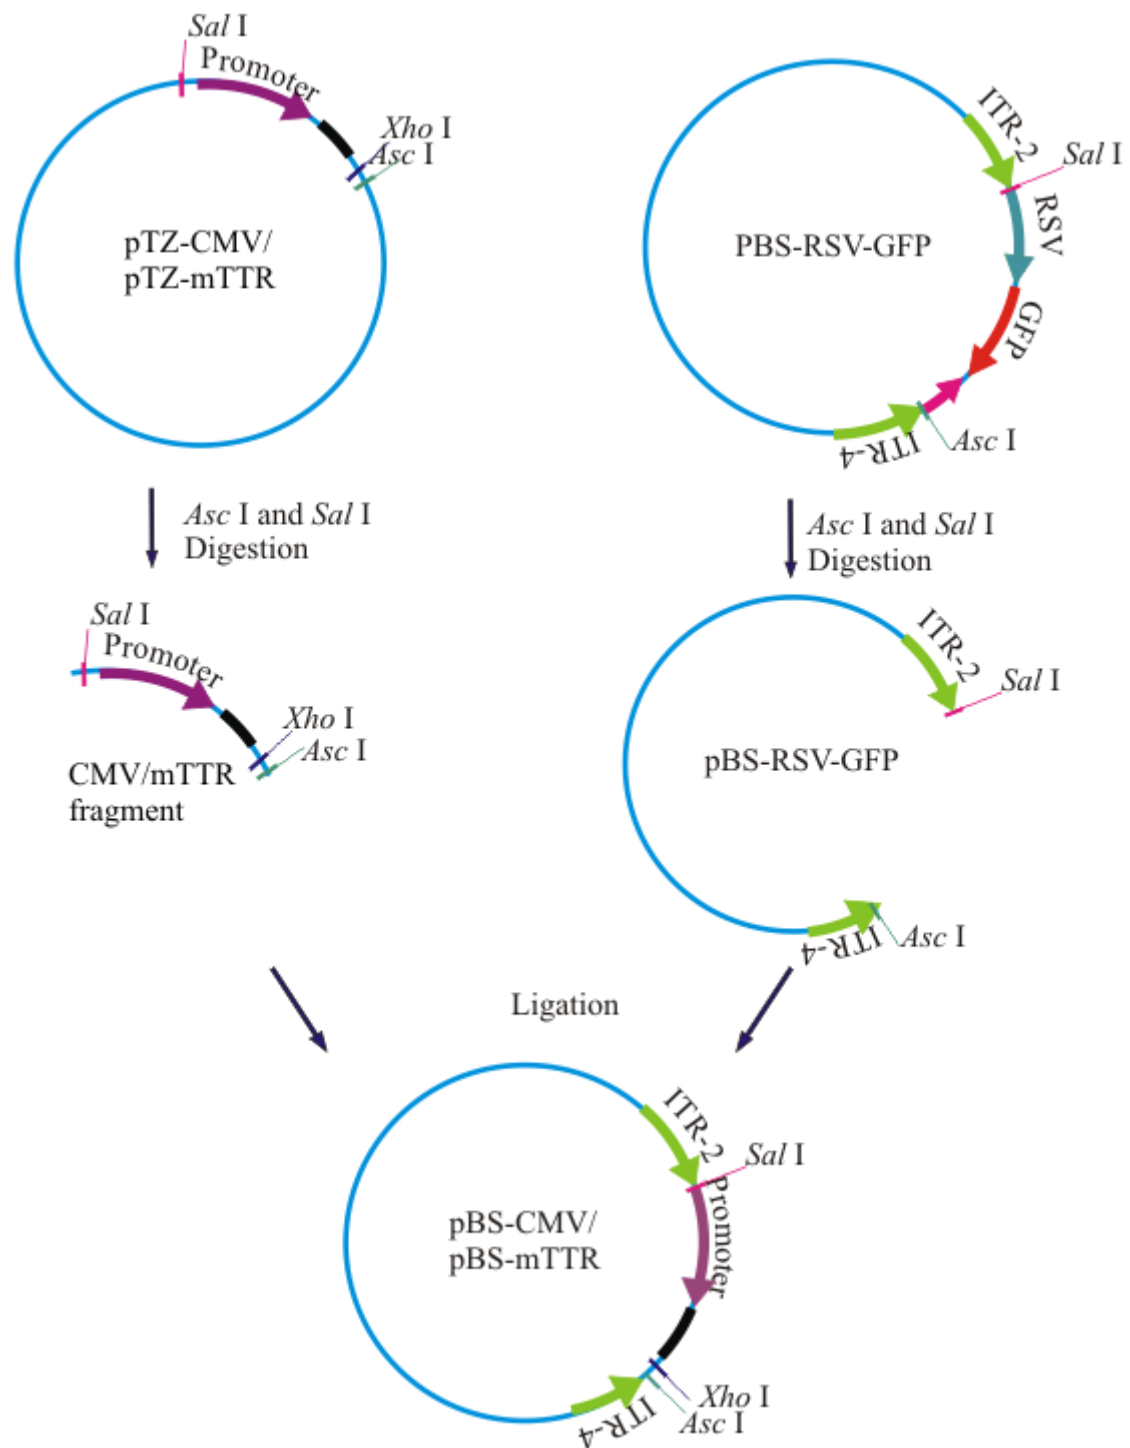 Sal I
Promoter
Xho I
Asc I
pTZ-CMV/
pTZ-mTTR
ITR-2
Sal I
RSV
PBS-RSV-GFP
GFP
Asc I
ITR-4
Asc I and Sal I
Digestion
Asc I and Sal I
Digestion
Sal I
Promoter
Xho I
Asc I
CMV/mTTR
fragment
ITR-2
Sal I
pBS-RSV-GFP
Asc I
ITR-4
Ligation
ITR-2
Sal I
Promoter
pBS-CMV/
pBS-mTTR
Xho I
Asc I
ITR-4